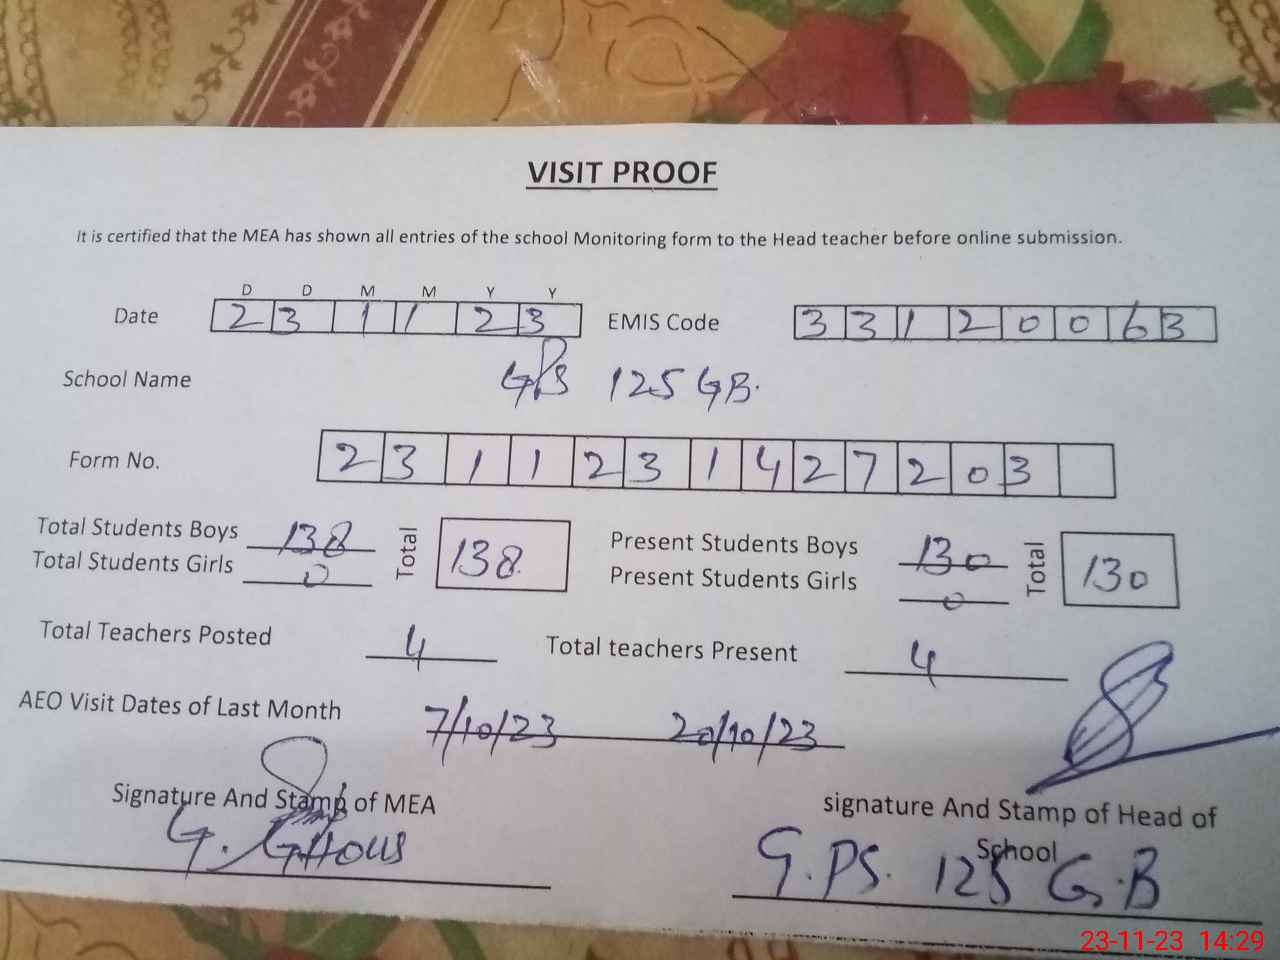 VISIT PROOF
It is certified that the MEA has shown all entries of the school Monitoring form to the Head teacher before online submission.
D D M M Y Y
Date 2 3 1 1 2 3 EMIS Code 3 3 1 2 0 0 6 3
School Name GPS 125 GB.
Form No. 2 3 1 1 2 3 1 4 2 7 2 0 3
Total Students Boys 138 Total 138 Present Students Boys 130 Total 130
Total Students Girls 0 Present Students Girls 0
Total Teachers Posted 4 Total teachers Present 4
AEO Visit Dates of Last Month 7/10/23 20/10/23
Signature And Stamp of MEA signature And Stamp of Head of School
G. GHOUS G.PS. 125 G.B
23-11-23 14:29